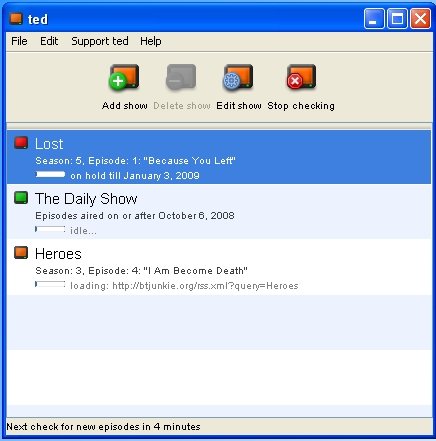 ted
File Edit Support ted Help
Add show Delete show Edit show Stop checking
Lost
Season: 5, Episode: 1: "Because You Left"
on hold till January 3, 2009
The Daily Show
Episodes aired on or after October 6, 2008
idle...
Heroes
Season: 3, Episode: 4: "I Am Become Death"
loading: http://btjunkie.org/rss.xml?query=Heroes
Next check for new episodes in 4 minutes